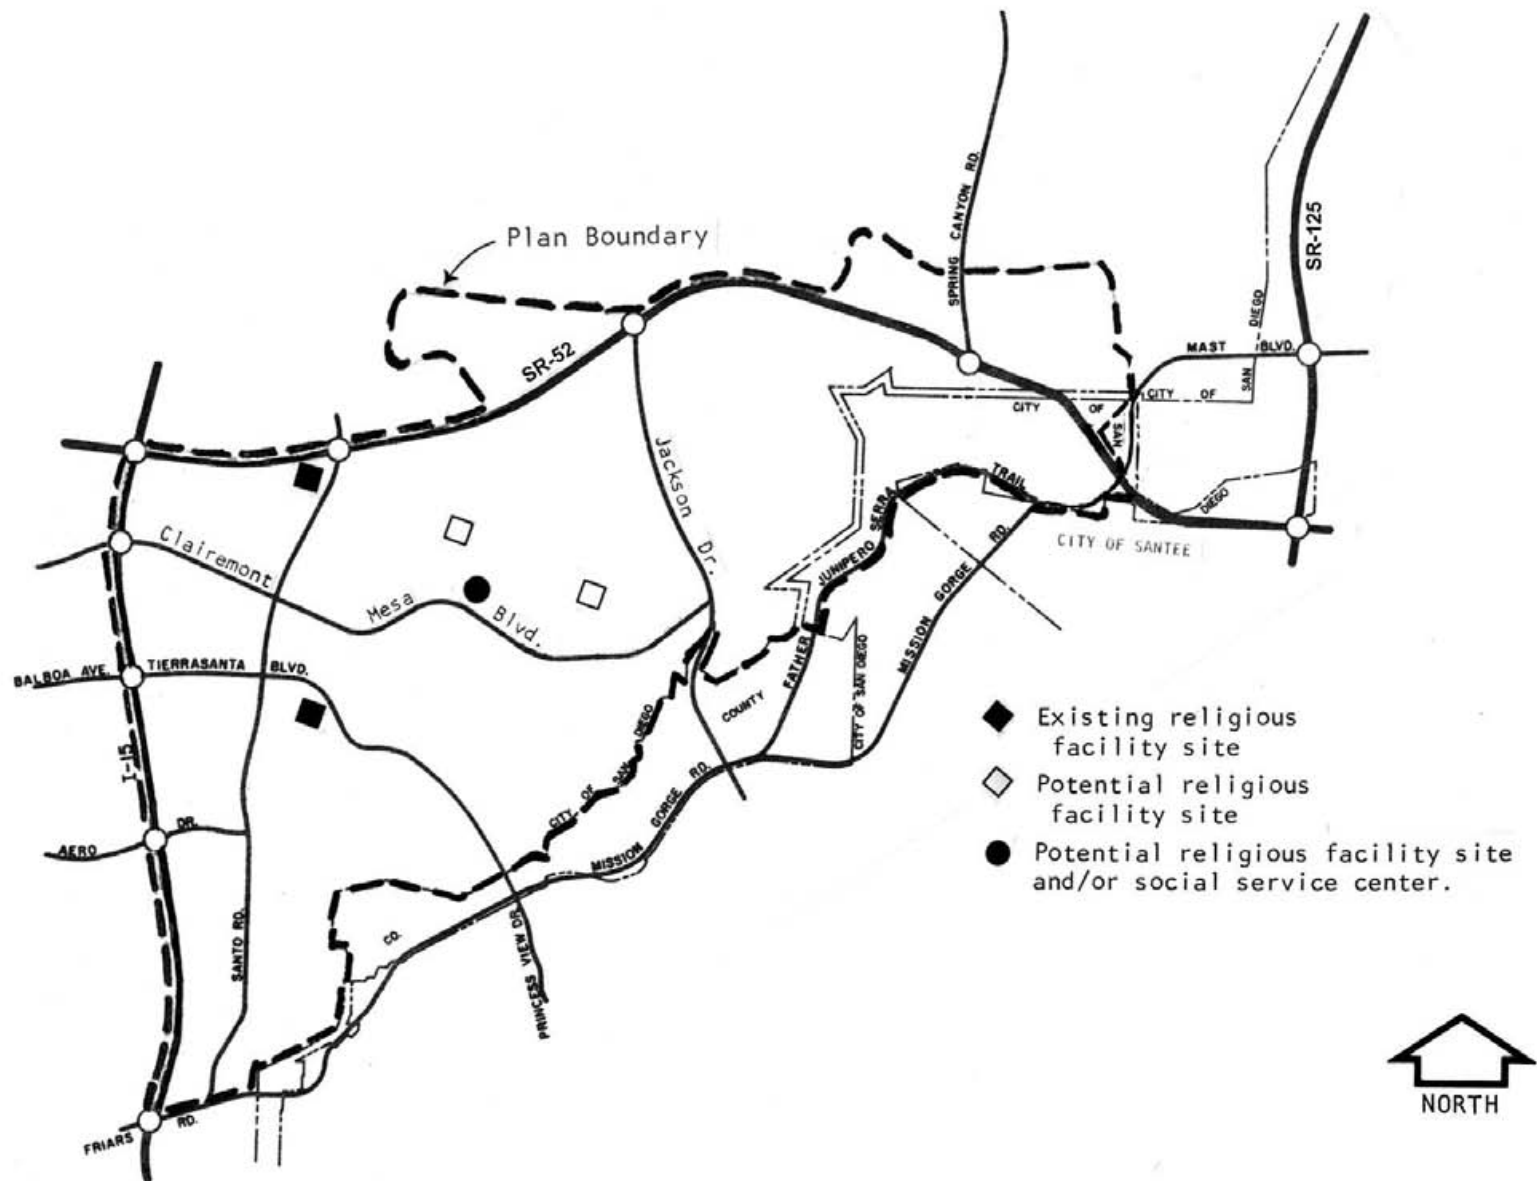 SPRING CANYON RD.
SR-125
Plan Boundary
DIEGO
SAN
MAST BLVD.
SR-52
CITY OF
CITY OF
SAN
Jackson Dr.
TRAIL
DIEGO
CITY OF SANTEE
Clairemont
Mesa
Blvd.
FATHER JUNIPERO SERRA
MISSION GORGE RD.
BALBOA AVE.
TIERRASANTA BLVD.
COUNTY
CITY OF SAN DIEGO
CITY OF SAN DIEGO
I-15
AERO DR.
MISSION GORGE RD.
SANTO RD.
CO.
PRINCESS VIEW DR.
FRIARS RD.
Existing religious
facility site
Potential religious
facility site
Potential religious facility site
and/or social service center.
NORTH